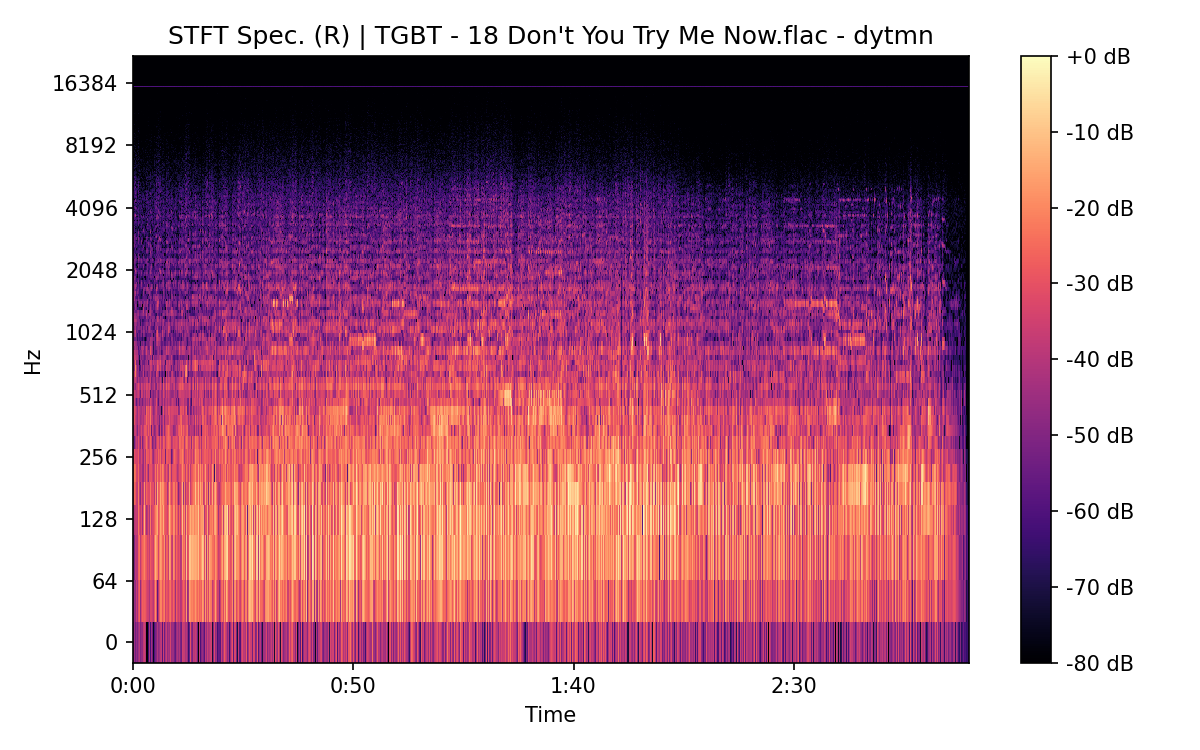 STFT Spec. (R) | TGBT - 18 Don't You Try Me Now.flac - dytmn
16384
8192
4096
2048
1024
512
256
128
64
0
Hz
0:00
0:50
1:40
2:30
Time
+0 dB
-10 dB
-20 dB
-30 dB
-40 dB
-50 dB
-60 dB
-70 dB
-80 dB